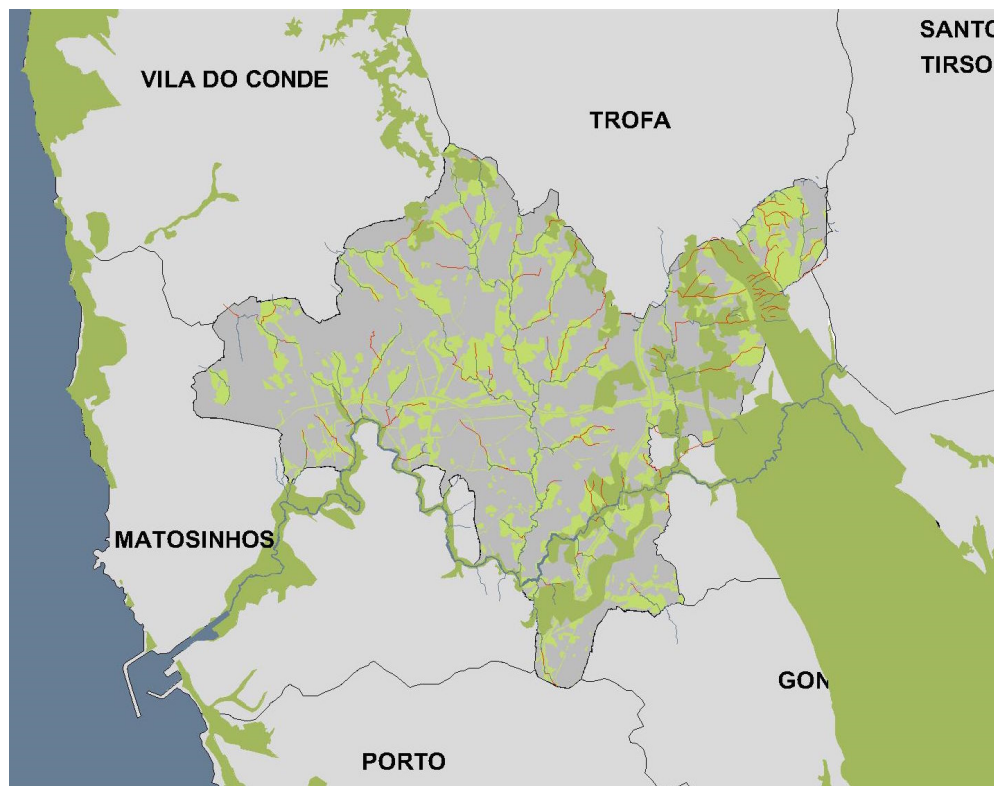 SANTO
TIRSO
VILA DO CONDE
TROFA
MATOSINHOS
GON
PORTO